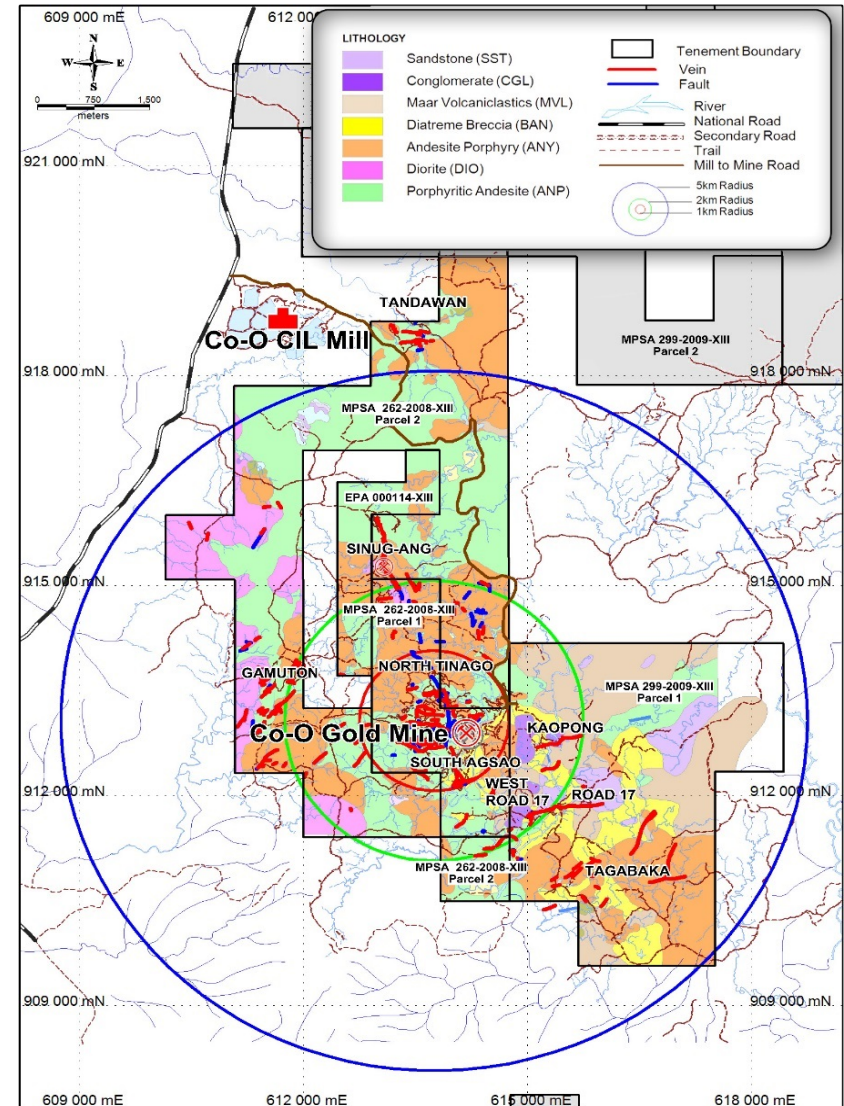 609 000 mE
612 0
N
W
E
S
0 750 1,500
meters
LITHOLOGY
Sandstone (SST)
Conglomerate (CGL)
Maar Volcaniclastics (MVL)
Diatreme Breccia (BAN)
Andesite Porphyry (ANY)
Diorite (DIO)
Porphyritic Andesite (ANP)
Tenement Boundary
Vein
Fault
River
National Road
Secondary Road
Trail
Mill to Mine Road
5km Radius
2km Radius
1km Radius
921 000 mN
TANDAWAN
Co-O CIL Mill
MPSA 299-2009-XIII
Parcel 2
918 000 mN
918 000 mN
MPSA 262-2008-XIII
Parcel 2
EPA 000114-XIII
SINUG-ANG
915 000 mN
915 000 mN
MPSA 262-2008-XIII
Parcel 1
NORTH TINAGO
GAMUTON
MPSA 299-2009-XIII
Parcel 1
Co-O Gold Mine
KAOPONG
SOUTH AGSAO
WEST
ROAD 17
ROAD 17
912 000 mN
912 000 mN
MPSA 262-2008-XIII
Parcel 2
TAGABAKA
909 000 mN
909 000 mN
609 000 mE
612 000 mE
615 000 mE
618 000 mE